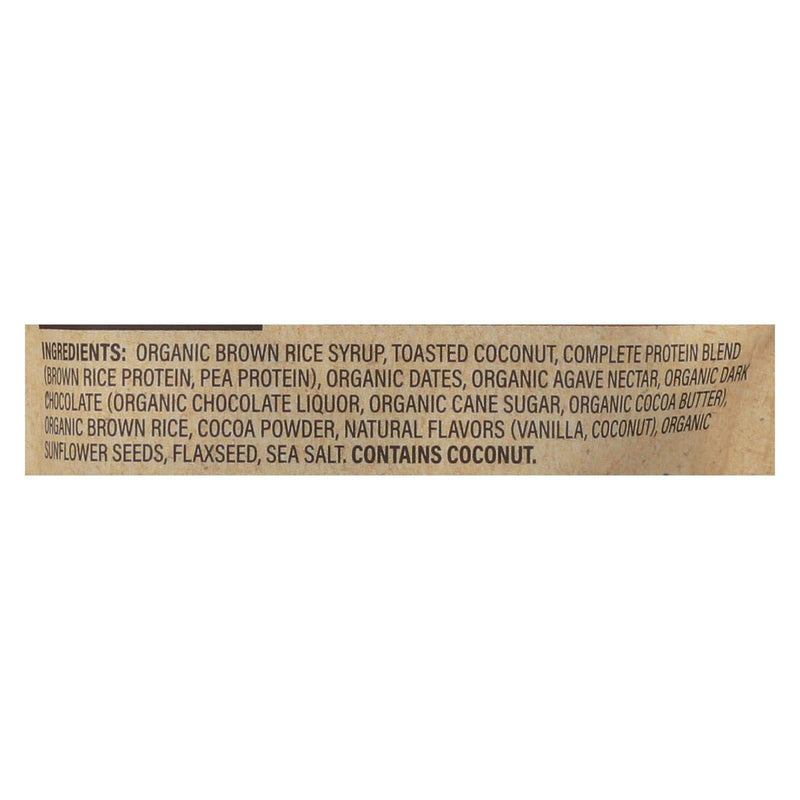 INGREDIENTS: ORGANIC BROWN RICE SYRUP, TOASTED COCONUT, COMPLETE PROTEIN BLEND
(BROWN RICE PROTEIN, PEA PROTEIN), ORGANIC DATES, ORGANIC AGAVE NECTAR, ORGANIC DARK
CHOCOLATE (ORGANIC CHOCOLATE LIQUOR, ORGANIC CANE SUGAR, ORGANIC COCOA BUTTER),
ORGANIC BROWN RICE, COCOA POWDER, NATURAL FLAVORS (VANILLA, COCONUT), ORGANIC
SUNFLOWER SEEDS, FLAXSEED, SEA SALT. CONTAINS COCONUT.